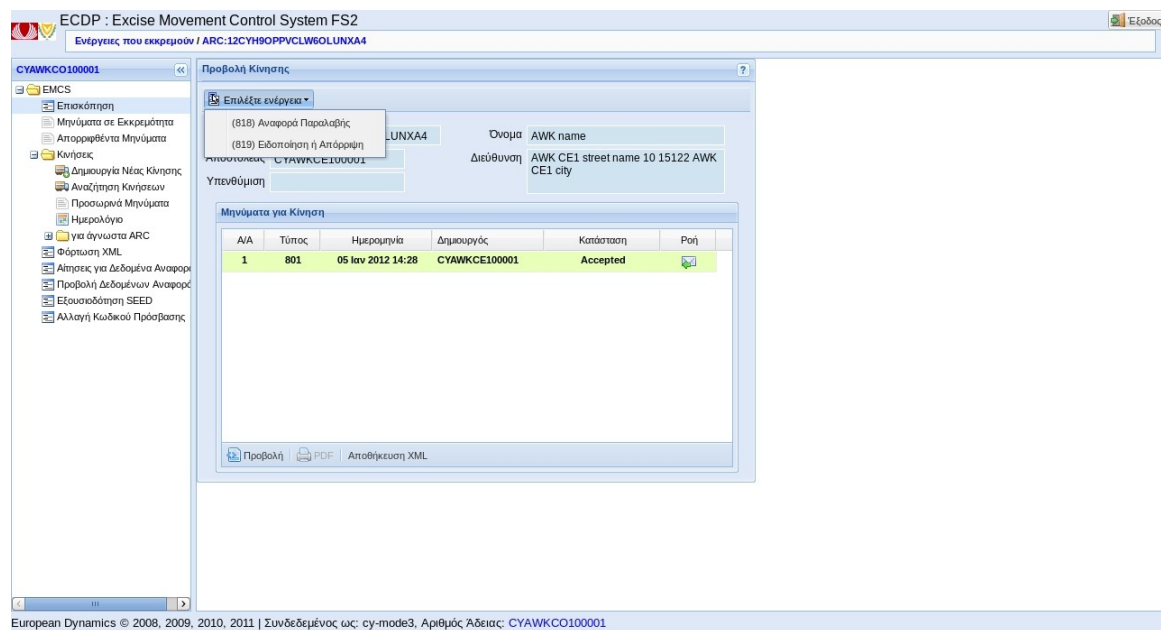 ECDP : Excise Movement Control System FS2
Έξοδος
Ενέργειες που εκκρεμούν / ARC:12CYH9OPPVCLW6OLUNXA4
CYAWKCO100001
EMCS
Επισκόπηση
Μηνύματα σε Εκκρεμότητα
Απορριφθέντα Μηνύματα
Κινήσεις
Δημιουργία Νέας Κίνησης
Αναζήτηση Κινήσεων
Προσωρινά Μηνύματα
Ημερολόγιο
για άγνωστα ARC
Φόρτωση XML
Αίτησεις για Δεδομένα Αναφορ
Προβολή Δεδομένων Αναφορά
Εξουσιοδότηση SEED
Αλλαγή Κωδικού Πρόσβασης
Προβολή Κίνησης
Επιλέξτε ενέργεια
(818) Αναφορά Παραλαβής
(819) Ειδοποίηση ή Απόρριψη
LUNXA4
Όνομα AWK name
Αποστολέας CYAWKCE100001
Διεύθυνση AWK CE1 street name 10 15122 AWK
CE1 city
Υπενθύμιση
Μηνύματα για Κίνηση
Α/Α Τύπος Ημερομηνία Δημιουργός Κατάσταση Ροή
1 801 05 Ιαν 2012 14:28 CYAWKCE100001 Accepted
Προβολή PDF Αποθήκευση XML
European Dynamics © 2008, 2009, 2010, 2011 | Συνδεδεμένος ως: cy-mode3, Αριθμός Άδειας: CYAWKCO100001